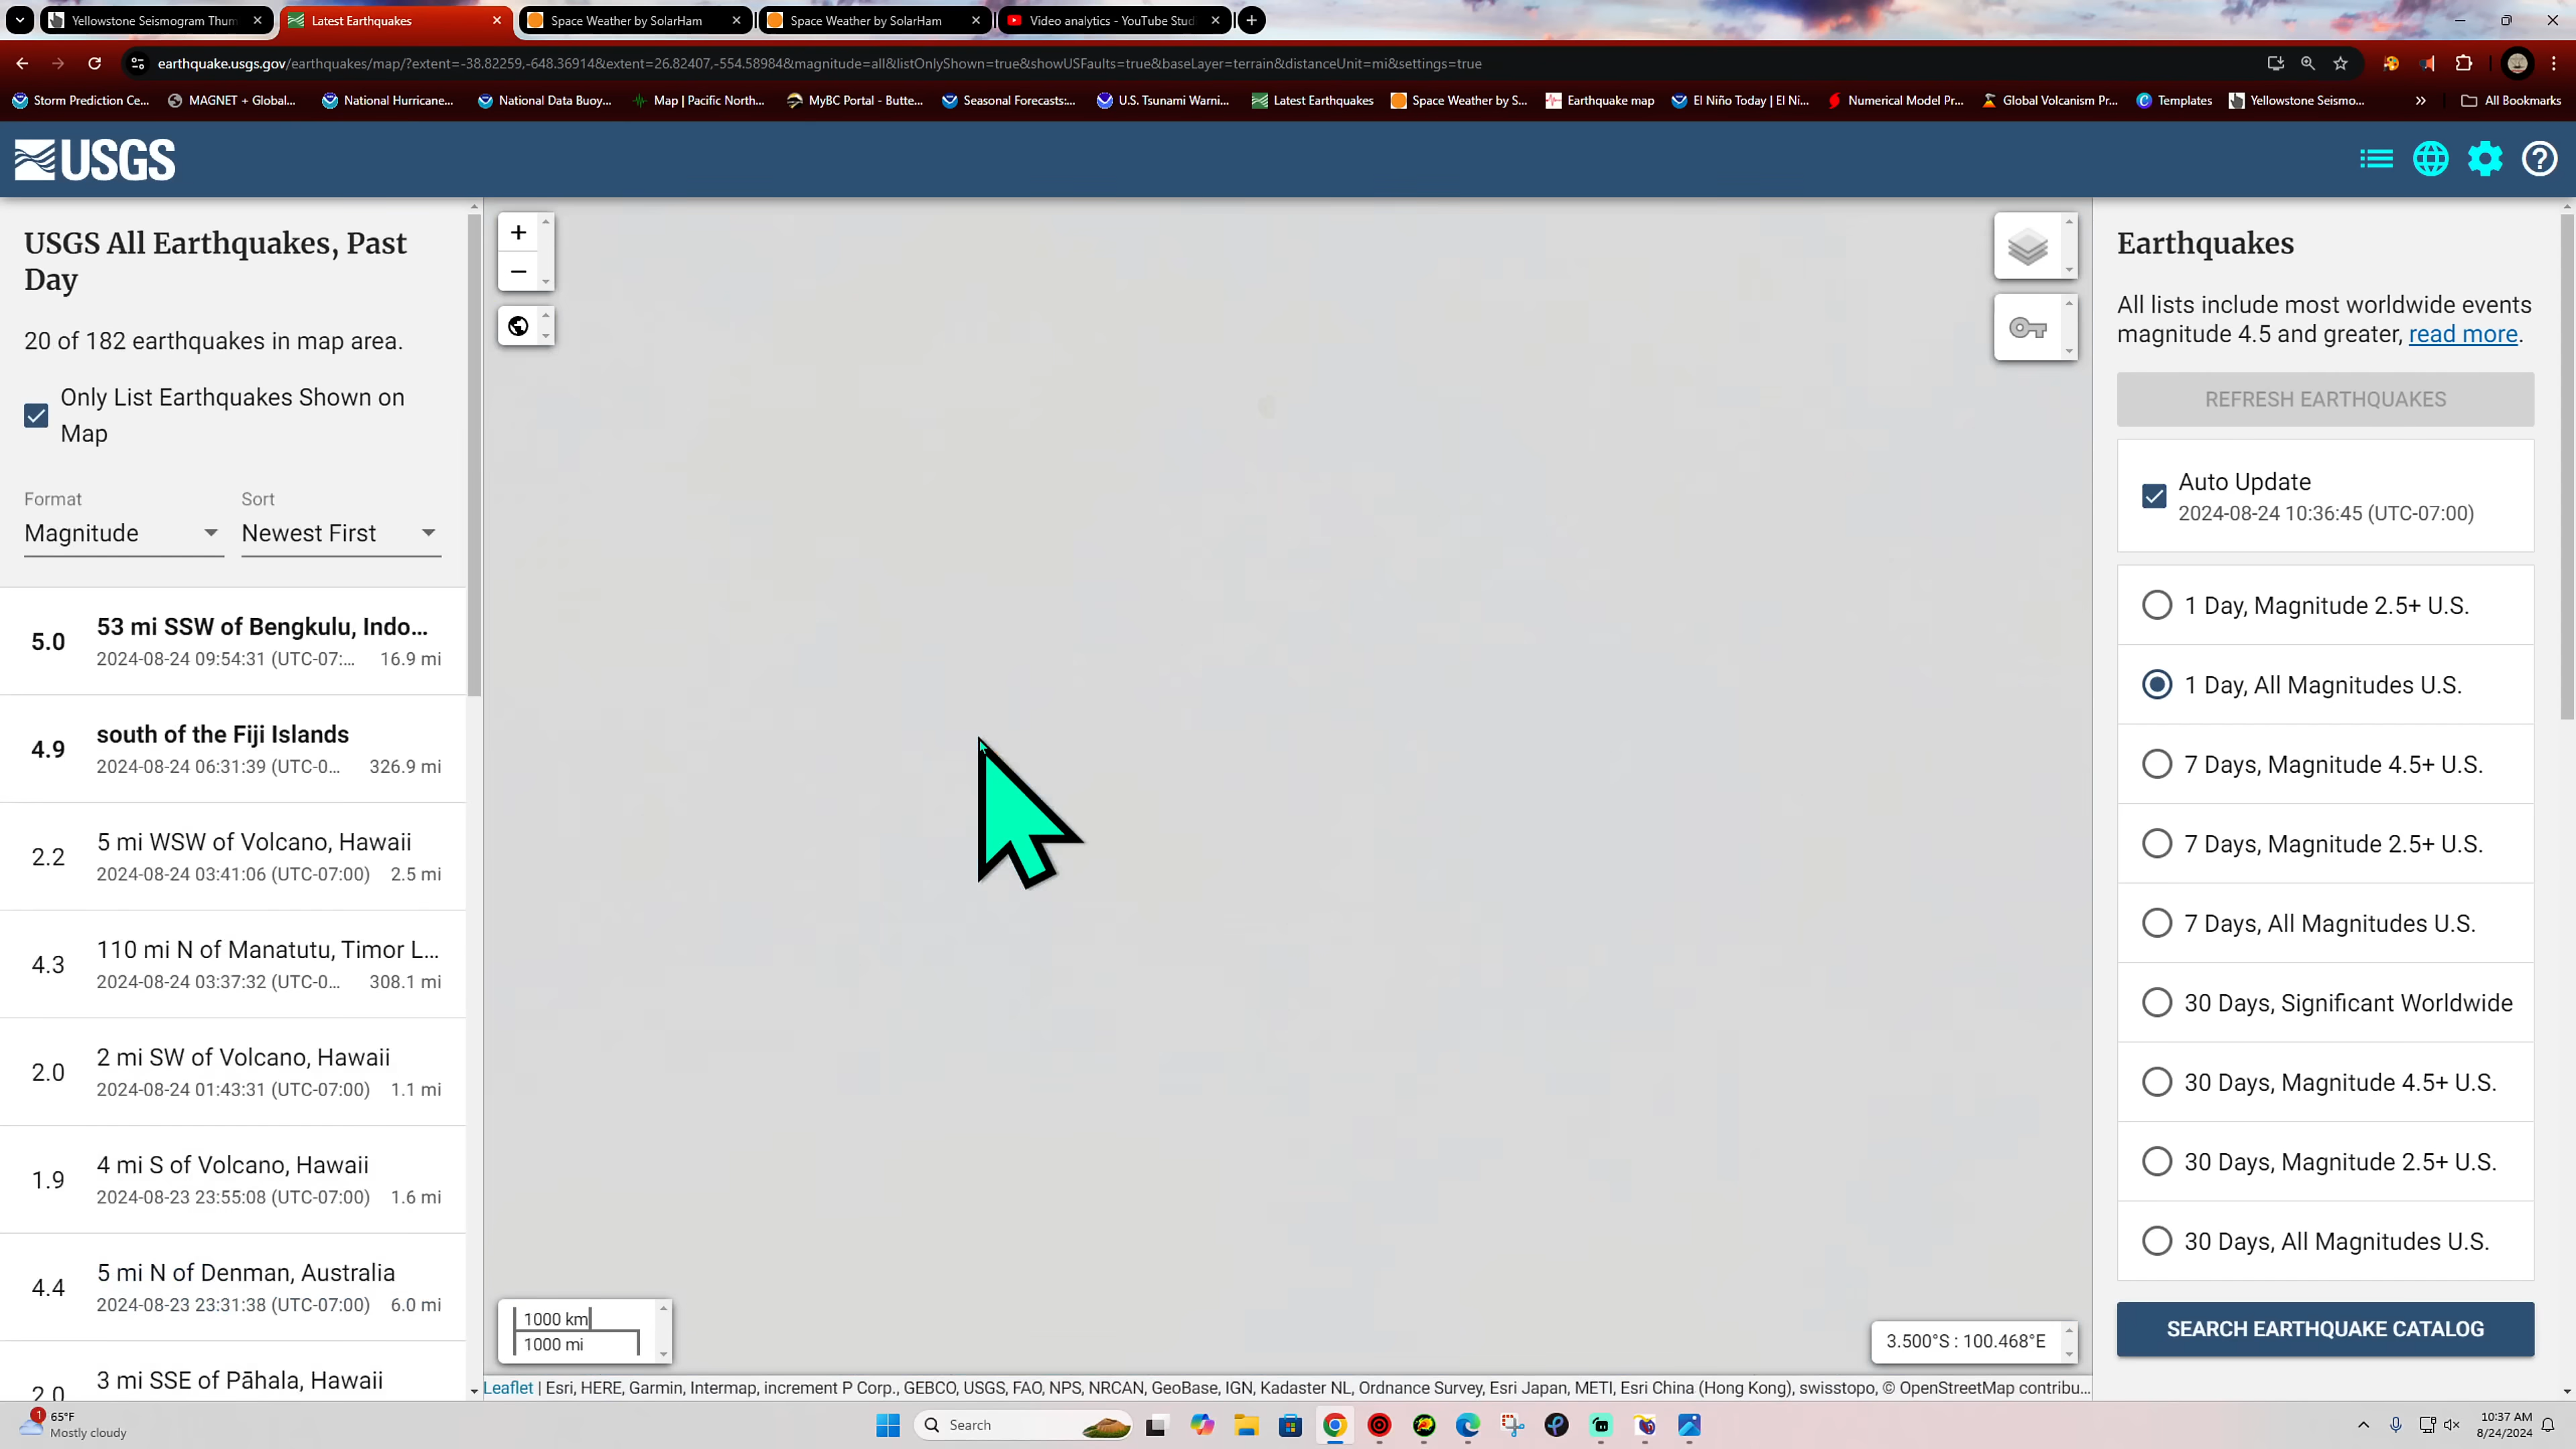 Yellowstone Seismogram Thum
Latest Earthquakes
Space Weather by SolarHam
Space Weather by SolarHam
Video analytics - YouTube Stud
earthquake.usgs.gov/earthquakes/map/?extent=-38.82259,-648.36914&extent=26.82407,-554.58984&magnitude=all&listOnlyShown=true&showUSFaults=true&baseLayer=terrain&distanceUnit=mi&settings=true
Storm Prediction Ce...
MAGNET + Global...
National Hurricane...
National Data Buoy...
Map | Pacific North...
MyBC Portal - Butte...
Seasonal Forecasts:...
U.S. Tsunami Warni...
Latest Earthquakes
Space Weather by S...
Earthquake map
El Niño Today | El Ni...
Numerical Model Pr...
Global Volcanism Pr...
Templates
Yellowstone Seismo...
All Bookmarks
USGS
USGS All Earthquakes, Past
Day
20 of 182 earthquakes in map area.
Only List Earthquakes Shown on
Map
Format
Sort
Magnitude
Newest First
5.0
53 mi SSW of Bengkulu, Indo...
2024-08-24 09:54:31 (UTC-07:... 16.9 mi
4.9
south of the Fiji Islands
2024-08-24 06:31:39 (UTC-0... 326.9 mi
2.2
5 mi WSW of Volcano, Hawaii
2024-08-24 03:41:06 (UTC-07:00) 2.5 mi
4.3
110 mi N of Manatutu, Timor L...
2024-08-24 03:37:32 (UTC-0... 308.1 mi
2.0
2 mi SW of Volcano, Hawaii
2024-08-24 01:43:31 (UTC-07:00) 1.1 mi
1.9
4 mi S of Volcano, Hawaii
2024-08-23 23:55:08 (UTC-07:00) 1.6 mi
4.4
5 mi N of Denman, Australia
2024-08-23 23:31:38 (UTC-07:00) 6.0 mi
2.0
3 mi SSE of Pāhala, Hawaii
+
−
1000 km
1000 mi
3.500°S : 100.468°E
Leaflet | Esri, HERE, Garmin, Intermap, increment P Corp., GEBCO, USGS, FAO, NPS, NRCAN, GeoBase, IGN, Kadaster NL, Ordnance Survey, Esri Japan, METI, Esri China (Hong Kong), swisstopo, © OpenStreetMap contribu...
Earthquakes
All lists include most worldwide events
magnitude 4.5 and greater, read more.
REFRESH EARTHQUAKES
Auto Update
2024-08-24 10:36:45 (UTC-07:00)
1 Day, Magnitude 2.5+ U.S.
1 Day, All Magnitudes U.S.
7 Days, Magnitude 4.5+ U.S.
7 Days, Magnitude 2.5+ U.S.
7 Days, All Magnitudes U.S.
30 Days, Significant Worldwide
30 Days, Magnitude 4.5+ U.S.
30 Days, Magnitude 2.5+ U.S.
30 Days, All Magnitudes U.S.
SEARCH EARTHQUAKE CATALOG
1
65°F
Mostly cloudy
Search
10:37 AM
8/24/2024